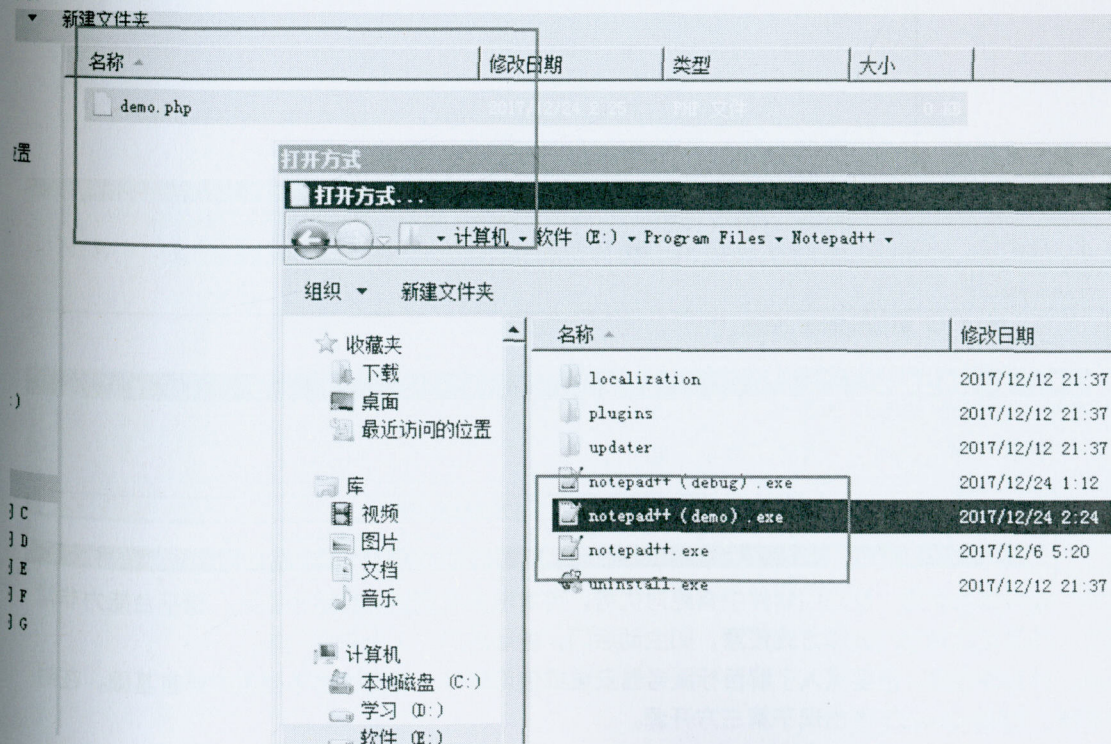 新建文件夹
名称 修改日期 类型 大小
demo.php 2017/12/24 2:25 PHP 文件 0 KB
置
打开方式
打开方式...
计算机 软件 (E:) Program Files Notepad++
组织 新建文件夹
名称 修改日期
收藏夹
下载
桌面
最近访问的位置
库
视频
图片
文档
音乐
计算机
本地磁盘 (C:)
学习 (D:)
软件 (E:)
localization 2017/12/12 21:37
plugins 2017/12/12 21:37
updater 2017/12/12 21:37
notepad++ (debug).exe 2017/12/24 1:12
notepad++ (demo).exe 2017/12/24 2:24
notepad++.exe 2017/12/6 5:20
uninstall.exe 2017/12/12 21:37
:)
C
D
E
F
G